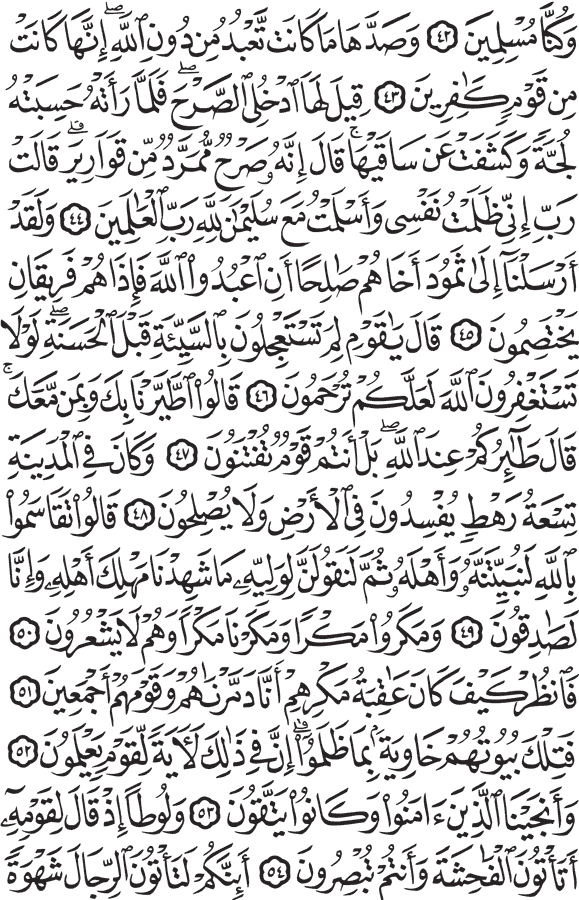 وَكُنَّا مُسْلِمِينَ ۝٤٢ وَصَدَّهَا مَا كَانَت تَّعْبُدُ مِن دُونِ ٱللَّهِۖ إِنَّهَا كَانَتْ
مِن قَوْمٍ كَٰفِرِينَ ۝٤٣ قِيلَ لَهَا ٱدْخُلِي ٱلصَّرْحَۖ فَلَمَّا رَأَتْهُ حَسِبَتْهُ
لُجَّةً وَكَشَفَتْ عَن سَاقَيْهَاۚ قَالَ إِنَّهُۥ صَرْحٌ مُّمَرَّدٌ مِّن قَوَارِيرَۗ قَالَتْ
رَبِّ إِنِّي ظَلَمْتُ نَفْسِي وَأَسْلَمْتُ مَعَ سُلَيْمَٰنَ لِلَّهِ رَبِّ ٱلْعَٰلَمِينَ ۝٤٤ وَلَقَدْ
أَرْسَلْنَآ إِلَىٰ ثَمُودَ أَخَاهُمْ صَٰلِحًا أَنِ ٱعْبُدُوا۟ ٱللَّهَ فَإِذَا هُمْ فَرِيقَانِ
يَخْتَصِمُونَ ۝٤٥ قَالَ يَٰقَوْمِ لِمَ تَسْتَعْجِلُونَ بِٱلسَّيِّئَةِ قَبْلَ ٱلْحَسَنَةِۖ لَوْلَا
تَسْتَغْفِرُونَ ٱللَّهَ لَعَلَّكُمْ تُرْحَمُونَ ۝٤٦ قَالُوا۟ ٱطَّيَّرْنَا بِكَ وَبِمَن مَّعَكَۚ
قَالَ طَٰٓئِرُكُمْ عِندَ ٱللَّهِۖ بَلْ أَنتُمْ قَوْمٌ تُفْتَنُونَ ۝٤٧ وَكَانَ فِي ٱلْمَدِينَةِ
تِسْعَةُ رَهْطٍ يُفْسِدُونَ فِي ٱلْأَرْضِ وَلَا يُصْلِحُونَ ۝٤٨ قَالُوا۟ تَقَاسَمُوا۟
بِٱللَّهِ لَنُبَيِّتَنَّهُۥ وَأَهْلَهُۥ ثُمَّ لَنَقُولَنَّ لِوَلِيِّهِۦ مَا شَهِدْنَا مَهْلِكَ أَهْلِهِۦ وَإِنَّا
لَصَٰدِقُونَ ۝٤٩ وَمَكَرُوا۟ مَكْرًا وَمَكَرْنَا مَكْرًا وَهُمْ لَا يَشْعُرُونَ ۝٥٠
فَٱنظُرْ كَيْفَ كَانَ عَٰقِبَةُ مَكْرِهِمْ أَنَّا دَمَّرْنَٰهُمْ وَقَوْمَهُمْ أَجْمَعِينَ ۝٥١
فَتِلْكَ بُيُوتُهُمْ خَاوِيَةًۢ بِمَا ظَلَمُوٓا۟ۗ إِنَّ فِي ذَٰلِكَ لَءَايَةً لِّقَوْمٍ يَعْلَمُونَ ۝٥٢
وَأَنجَيْنَا ٱلَّذِينَ ءَامَنُوا۟ وَكَانُوا۟ يَتَّقُونَ ۝٥٣ وَلُوطًا إِذْ قَالَ لِقَوْمِهِۦٓ
أَتَأْتُونَ ٱلْفَٰحِشَةَ وَأَنتُمْ تُبْصِرُونَ ۝٥٤ أَئِنَّكُمْ لَتَأْتُونَ ٱلرِّجَالَ شَهْوَةً